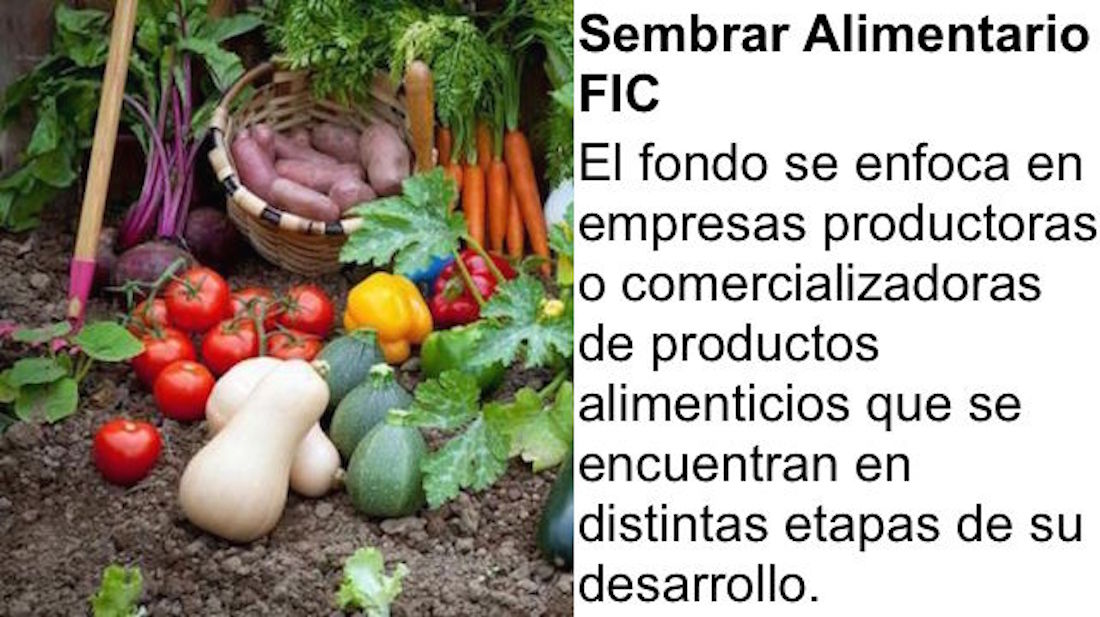 Sembrar Alimentario
FIC
El fondo se enfoca en
empresas productoras
o comercializadoras
de productos
alimenticios que se
encuentran en
distintas etapas de su
desarrollo.